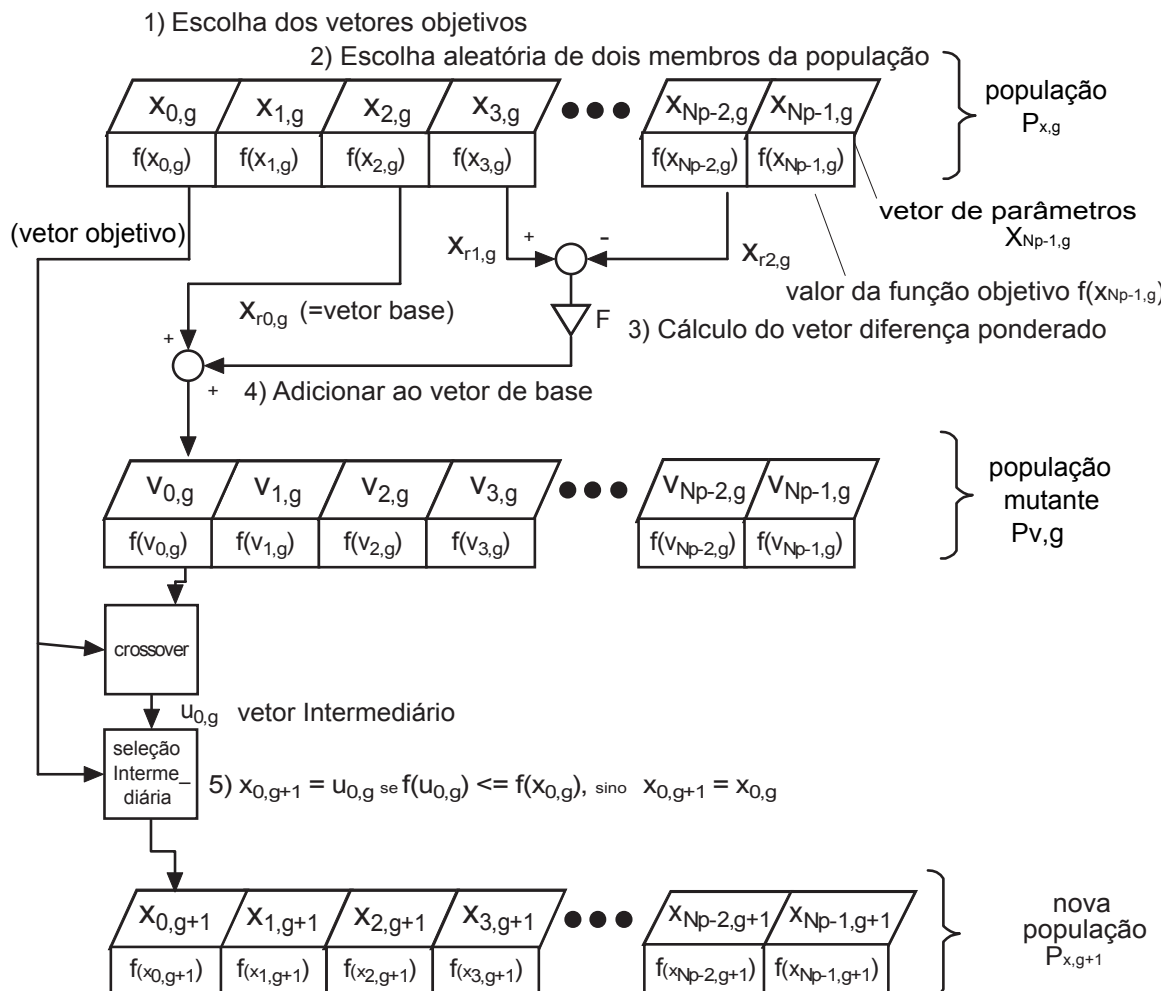 1) Escolha dos vetores objetivos
2) Escolha aleatória de dois membros da população
x0,g x1,g x2,g x3,g ●●● xNp-2,g xNp-1,g
f(x0,g) f(x1,g) f(x2,g) f(x3,g) f(xNp-2,g) f(xNp-1,g)
população
Px,g
vetor de parâmetros
XNp-1,g
(vetor objetivo)
xr1,g + - xr2,g
valor da função objetivo f(xNp-1,g)
xr0,g (=vetor base)
F
3) Cálculo do vetor diferença ponderado
+
+
4) Adicionar ao vetor de base
v0,g v1,g v2,g v3,g ●●● vNp-2,g vNp-1,g
f(v0,g) f(v1,g) f(v2,g) f(v3,g) f(vNp-2,g) f(vNp-1,g)
população
mutante
Pv,g
crossover
u0,g vetor Intermediário
seleção
Interme_
diária
5) x0,g+1 = u0,g se f(u0,g) <= f(x0,g), sino x0,g+1 = x0,g
x0,g+1 x1,g+1 x2,g+1 x3,g+1 ●●● xNp-2,g+1 xNp-1,g+1
f(x0,g+1) f(x1,g+1) f(x2,g+1) f(x3,g+1) f(xNp-2,g+1) f(xNp-1,g+1)
nova
população
Px,g+1